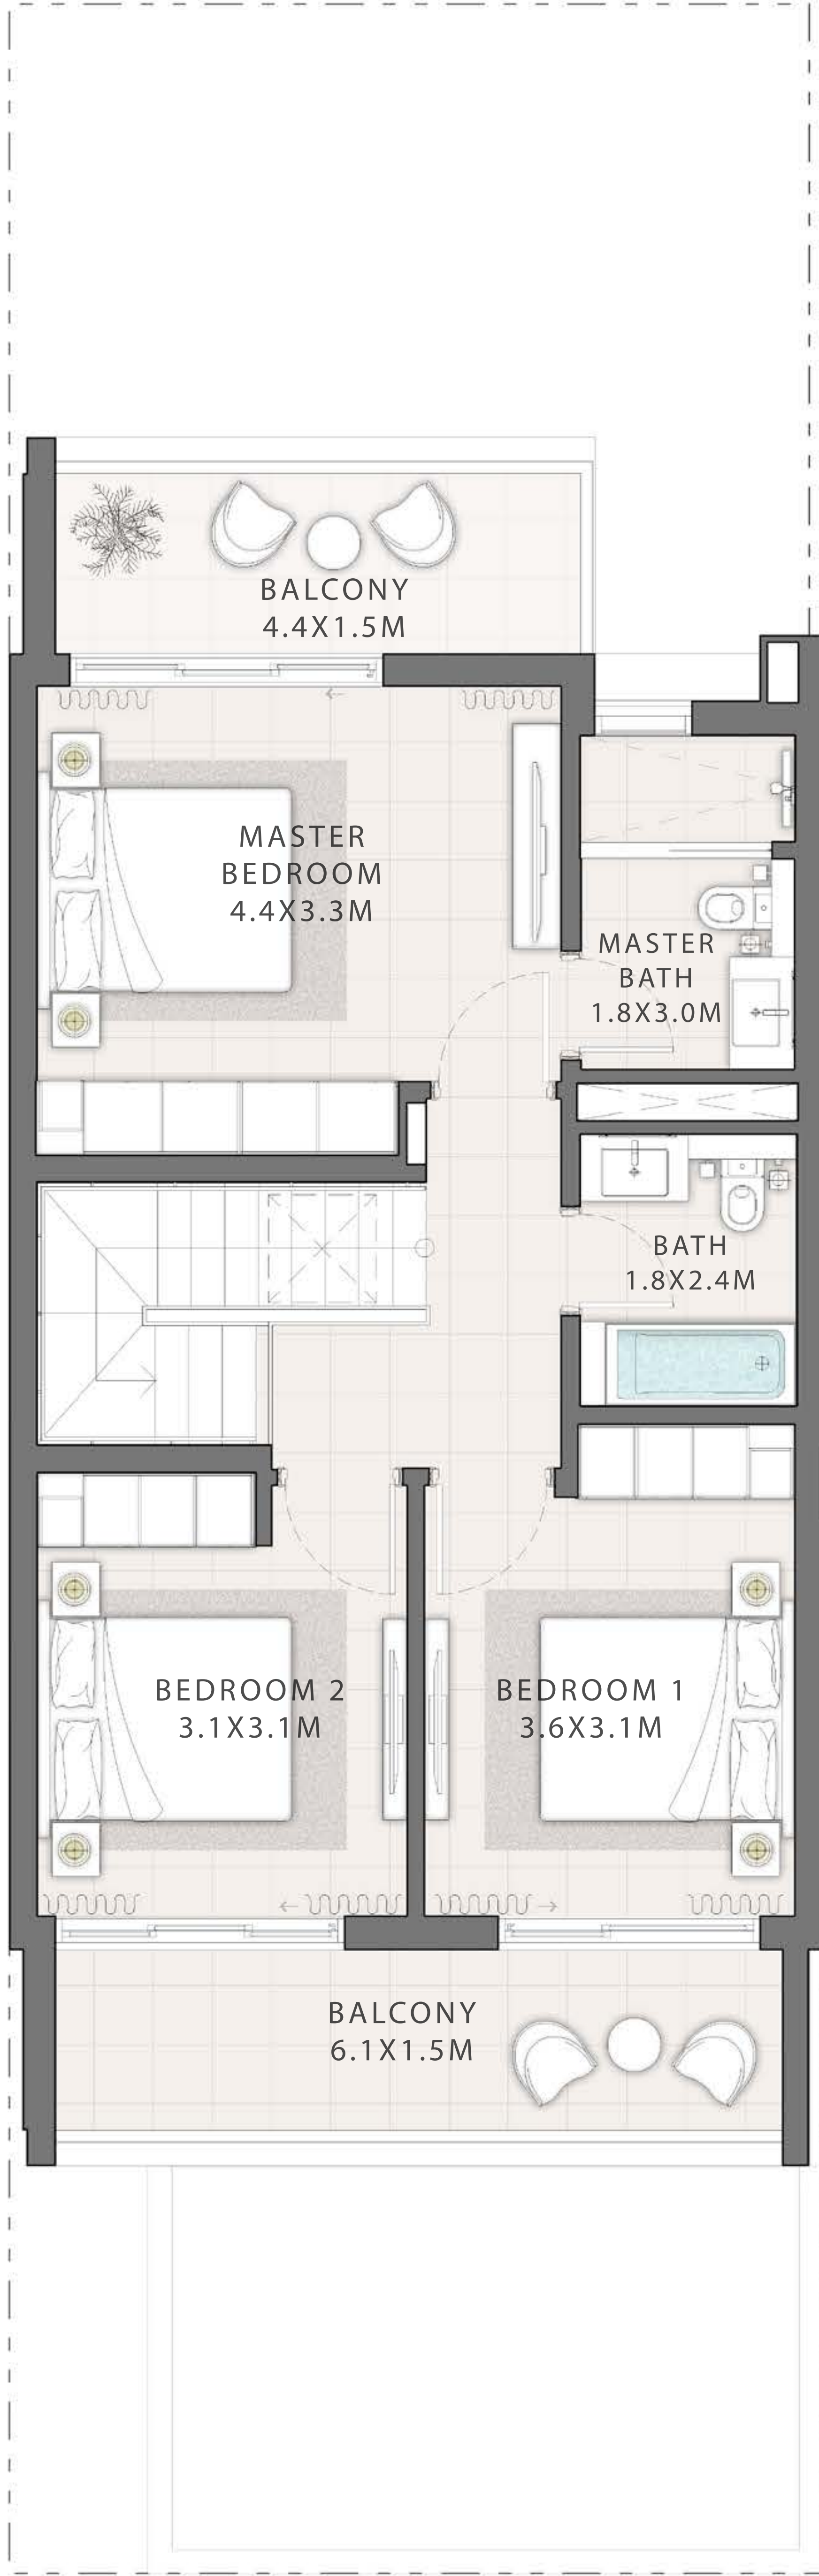 BALCONY
4.4X1.5M
MASTER
BEDROOM
4.4X3.3M
MASTER
BATH
1.8X3.0M
BATH
1.8X2.4M
BEDROOM 2
3.1X3.1M
BEDROOM 1
3.6X3.1M
BALCONY
6.1X1.5M